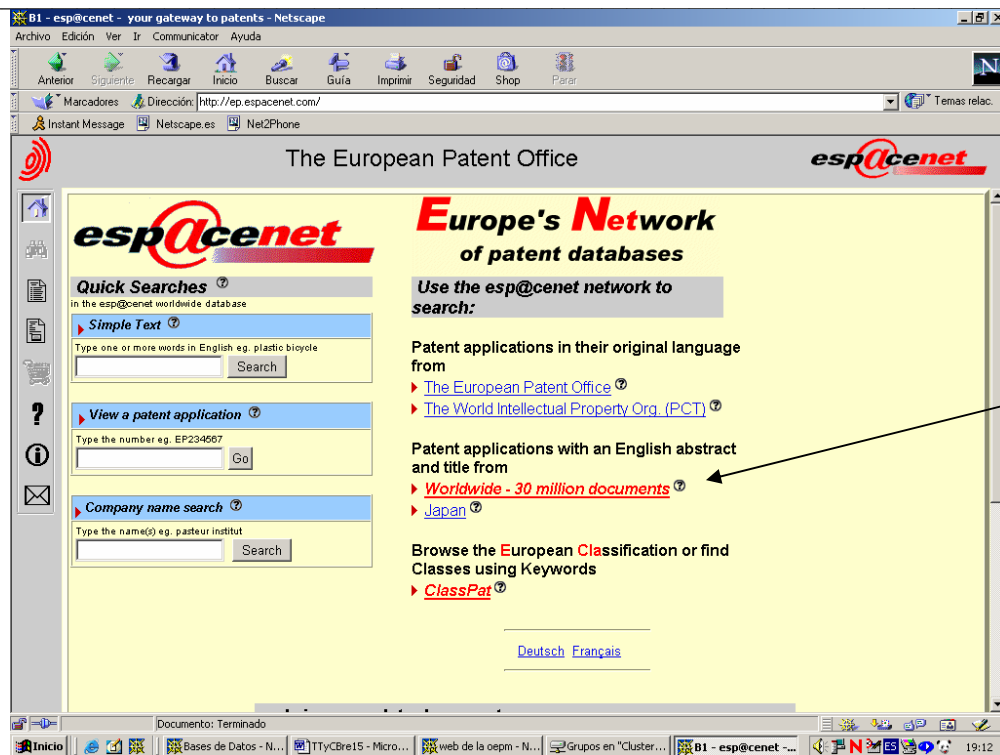 B1 - esp@cenet - your gateway to patents - Netscape
Archivo Edición Ver Ir Communicator Ayuda
Anterior Siguiente Recargar Inicio Buscar Guía Imprimir Seguridad Shop Parar
Marcadores Dirección: http://ep.espacenet.com/ Temas relac.
Instant Message Netscape.es Net2Phone
The European Patent Office
esp@cenet
esp@cenet
Europe's Network
of patent databases
Quick Searches
in the esp@cenet worldwide database
Simple Text
Type one or more words in English eg. plastic bicycle
Search
View a patent application
Type the number eg. EP234567
Go
Company name search
Type the name(s) eg. pasteur institut
Search
Use the esp@cenet network to
search:
Patent applications in their original language
from
The European Patent Office
The World Intellectual Property Org. (PCT)
Patent applications with an English abstract
and title from
Worldwide - 30 million documents
Japan
Browse the European Classification or find
Classes using Keywords
ClassPat
Deutsch Français
Documento: Terminado
Inicio Bases de Datos - N... TTyCBre15 - Micro... web de la oepm - N... Grupos en "Cluster... B1 - esp@cenet -... ES 19:12